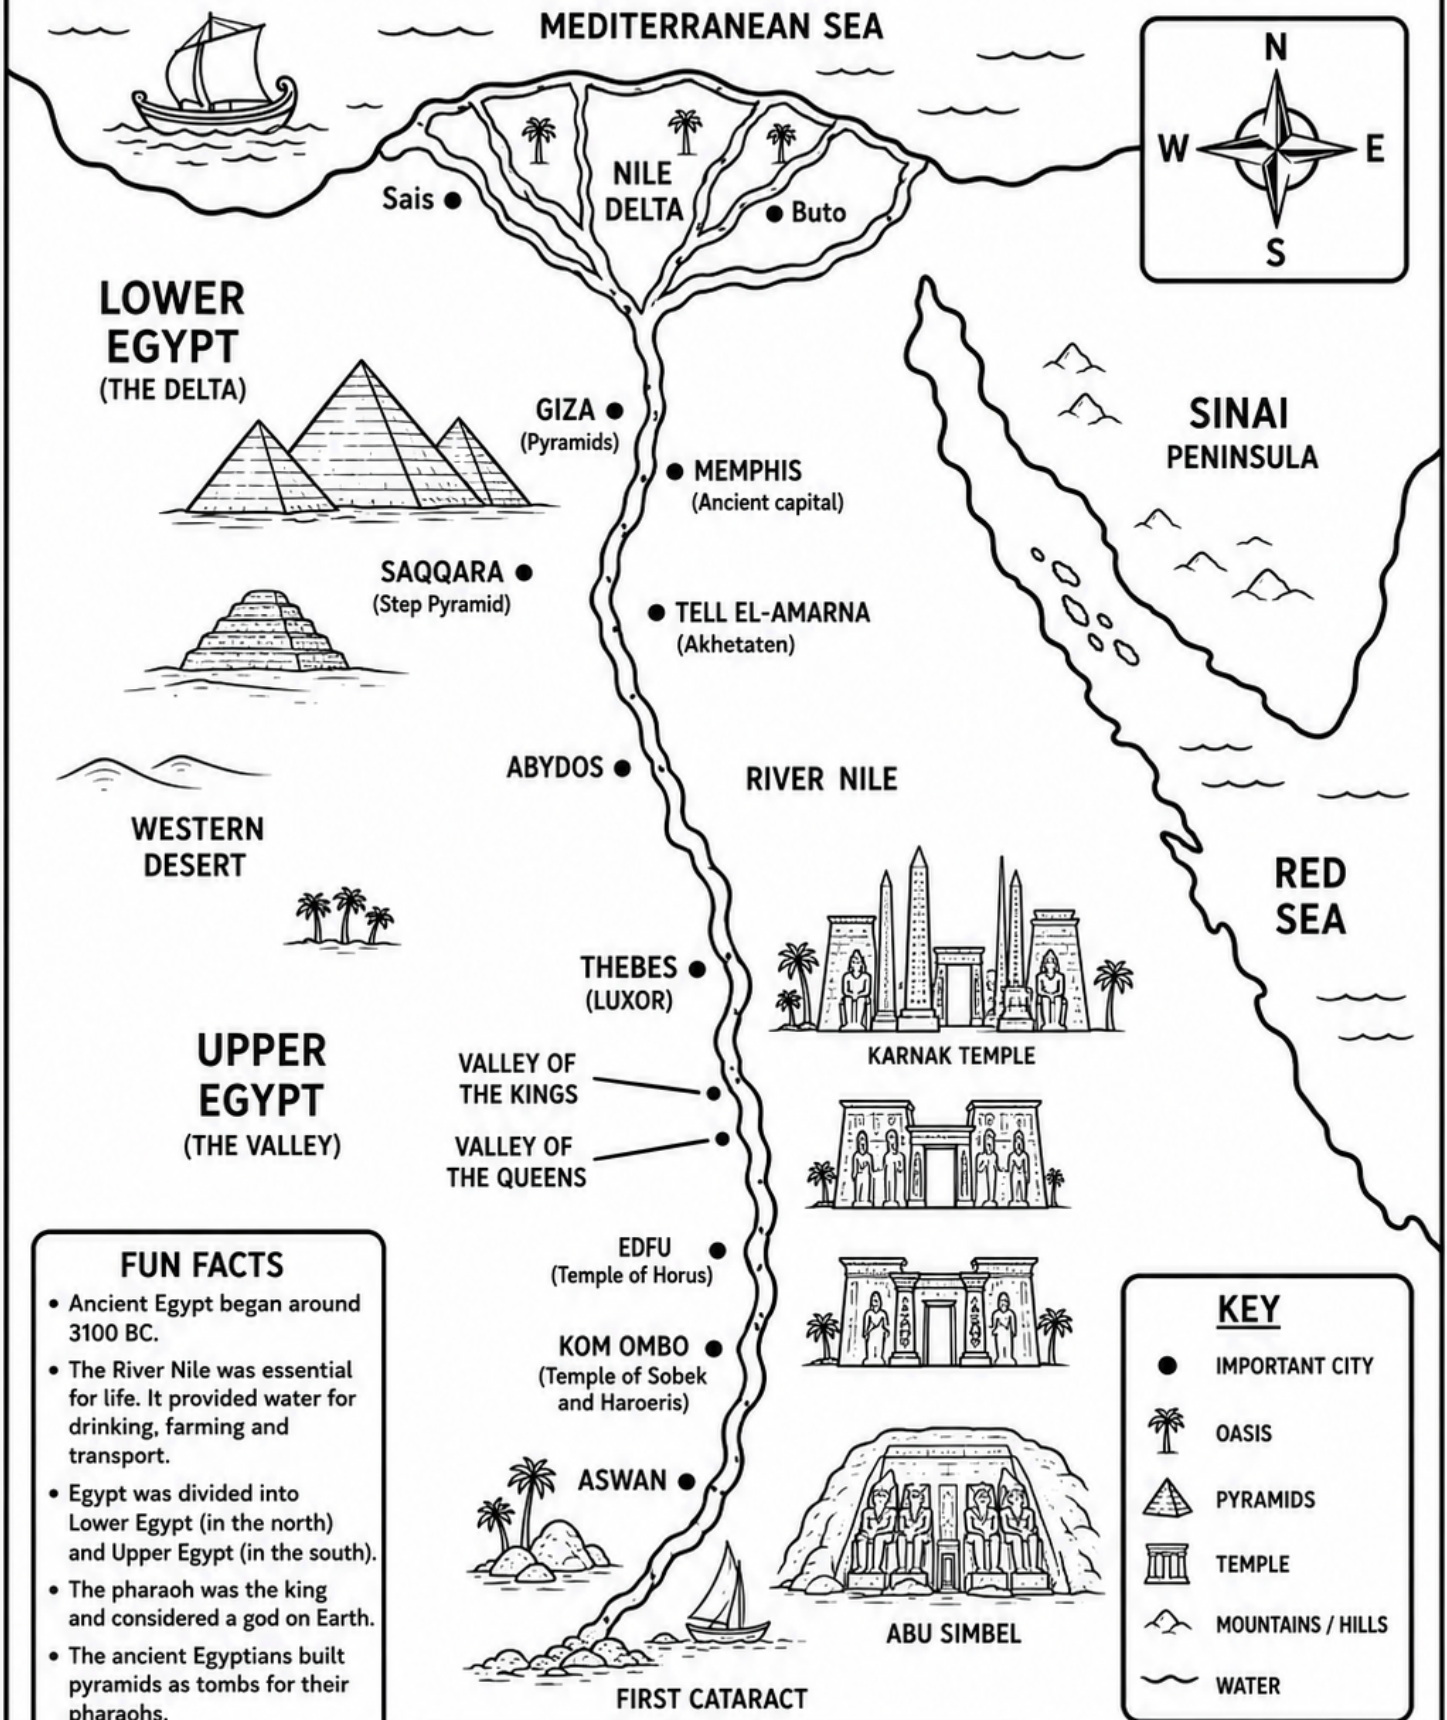 MEDITERRANEAN SEA
N
W
E
S
Sais
NILE
DELTA
Buto
LOWER
EGYPT
(THE DELTA)
GIZA
(Pyramids)
MEMPHIS
(Ancient capital)
SINAI
PENINSULA
SAQQARA
(Step Pyramid)
TELL EL-AMARNA
(Akhetaten)
ABYDOS
RIVER NILE
WESTERN
DESERT
RED
SEA
THEBES
(LUXOR)
KARNAK TEMPLE
UPPER
EGYPT
(THE VALLEY)
VALLEY OF
THE KINGS
VALLEY OF
THE QUEENS
EDFU
(Temple of Horus)
KOM OMBO
(Temple of Sobek
and Haroeris)
ASWAN
ABU SIMBEL
FIRST CATARACT
FUN FACTS
• Ancient Egypt began around
3100 BC.
• The River Nile was essential
for life. It provided water for
drinking, farming and
transport.
• Egypt was divided into
Lower Egypt (in the north)
and Upper Egypt (in the south).
• The pharaoh was the king
and considered a god on Earth.
• The ancient Egyptians built
pyramids as tombs for their
pharaohs.
KEY
IMPORTANT CITY
OASIS
PYRAMIDS
TEMPLE
MOUNTAINS / HILLS
WATER